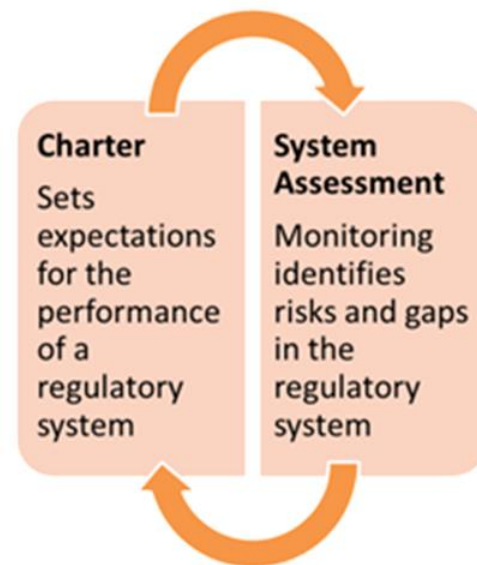 Charter
Sets
expectations
for the
performance
of a
regulatory
system
System
Assessment
Monitoring
identifies
risks and gaps
in the
regulatory
system